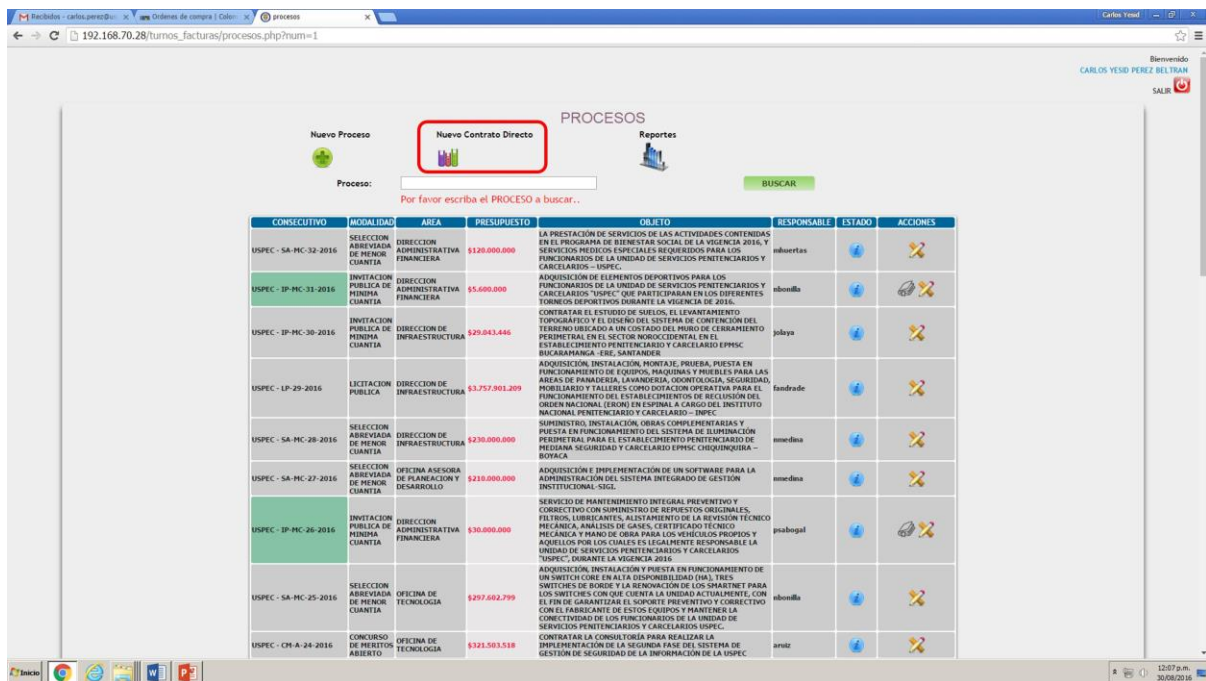 Recibidos - carlos.perez@us
Ordenes de compra | Colom
procesos
Carlos Yesid
192.168.70.28/turnos_facturas/procesos.php?num=1
Bienvenido
CARLOS YESID PEREZ BELTRAN
SALIR
PROCESOS
Nuevo Proceso
Nuevo Contrato Directo
Reportes
Proceso:
BUSCAR
Por favor escriba el PROCESO a buscar..
CONSECUTIVO MODALIDAD AREA PRESUPUESTO OBJETO RESPONSABLE ESTADO ACCIONES
USPEC - SA-MC-32-2016
SELECCION
ABREVIADA
DE MENOR
CUANTIA
DIRECCION
ADMINISTRATIVA
FINANCIERA
$120.000.000
LA PRESTACIÓN DE SERVICIOS DE LAS ACTIVIDADES CONTENIDAS
EN EL PROGRAMA DE BIENESTAR SOCIAL DE LA VIGENCIA 2016, Y
SERVICIOS MEDICOS ESPECIALES REQUERIDOS PARA LOS
FUNCIONARIOS DE LA UNIDAD DE SERVICIOS PENITENCIARIOS Y
CARCELARIOS – USPEC.
mhuertas
USPEC - IP-MC-31-2016
INVITACION
PUBLICA DE
MINIMA
CUANTIA
DIRECCION
ADMINISTRATIVA
FINANCIERA
$5.600.000
ADQUISICIÓN DE ELEMENTOS DEPORTIVOS PARA LOS
FUNCIONARIOS DE LA UNIDAD DE SERVICIOS PENITENCIARIOS Y
CARCELARIOS "USPEC" QUE PARTICIPARAN EN LOS DIFERENTES
TORNEOS DEPORTIVOS DURANTE LA VIGENCIA DE 2016.
nbonilla
USPEC - IP-MC-30-2016
INVITACION
PUBLICA DE
MINIMA
CUANTIA
DIRECCION DE
INFRAESTRUCTURA
$29.043.446
CONTRATAR EL ESTUDIO DE SUELOS, EL LEVANTAMIENTO
TOPOGRÁFICO Y EL DISEÑO DEL SISTEMA DE CONTENCIÓN DEL
TERRENO UBICADO A UN COSTADO DEL MURO DE CERRAMIENTO
PERIMETRAL EN EL SECTOR NOROCCIDENTAL EN EL
ESTABLECIMIENTO PENITENCIARIO Y CARCELARIO EPMSC
BUCARAMANGA -ERE, SANTANDER
jolaya
USPEC - LP-29-2016
LICITACION
PUBLICA
DIRECCION DE
INFRAESTRUCTURA
$3.757.901.209
ADQUISICIÓN, INSTALACIÓN, MONTAJE, PRUEBA, PUESTA EN
FUNCIONAMIENTO DE EQUIPOS, MAQUINAS Y MUEBLES PARA LAS
AREAS DE PANADERIA, LAVANDERIA, ODONTOLOGIA, SEGURIDAD,
MOBILIARIO Y TALLERES COMO DOTACION OPERATIVA PARA EL
FUNCIONAMIENTO DEL ESTABLECIMIENTOS DE RECLUSIÓN DEL
ORDEN NACIONAL (ERON) EN ESPINAL A CARGO DEL INSTITUTO
NACIONAL PENITENCIARIO Y CARCELARIO – INPEC
fandrade
USPEC - SA-MC-28-2016
SELECCION
ABREVIADA
DE MENOR
CUANTIA
DIRECCION DE
INFRAESTRUCTURA
$230.000.000
SUMINISTRO, INSTALACIÓN, OBRAS COMPLEMENTARIAS Y
PUESTA EN FUNCIONAMIENTO DEL SISTEMA DE ILUMINACIÓN
PERIMETRAL PARA EL ESTABLECIMIENTO PENITENCIARIO DE
MEDIANA SEGURIDAD Y CARCELARIO EPMSC CHIQUINQUIRA –
BOYACA
nmedina
USPEC - SA-MC-27-2016
SELECCION
ABREVIADA
DE MENOR
CUANTIA
OFICINA ASESORA
DE PLANEACION Y
DESARROLLO
$210.000.000
ADQUISICIÓN E IMPLEMENTACIÓN DE UN SOFTWARE PARA LA
ADMINISTRACIÓN DEL SISTEMA INTEGRADO DE GESTIÓN
INSTITUCIONAL-SIGI.
nmedina
USPEC - IP-MC-26-2016
INVITACION
PUBLICA DE
MINIMA
CUANTIA
DIRECCION
ADMINISTRATIVA
FINANCIERA
$30.000.000
SERVICIO DE MANTENIMIENTO INTEGRAL PREVENTIVO Y
CORRECTIVO CON SUMINISTRO DE REPUESTOS ORIGINALES,
FILTROS, LUBRICANTES, ALISTAMIENTO DE LA REVISIÓN TÉCNICO
MECÁNICA, ANALISIS DE GASES, CERTIFICADO TÉCNICO
MECÁNICA Y MANO DE OBRA PARA LOS VEHÍCULOS PROPIOS Y
AQUELLOS POR LOS CUALES ES LEGALMENTE RESPONSABLE LA
UNIDAD DE SERVICIOS PENITENCIARIOS Y CARCELARIOS
"USPEC", DURANTE LA VIGENCIA 2016
psabogal
USPEC - SA-MC-25-2016
SELECCION
ABREVIADA
DE MENOR
CUANTIA
OFICINA DE
TECNOLOGIA
$297.602.799
ADQUISICIÓN, INSTALACIÓN Y PUESTA EN FUNCIONAMIENTO DE
UN SWITCH CORE EN ALTA DISPONIBILIDAD (HA), TRES
SWITCHES DE BORDE Y LA RENOVACIÓN DE LOS SMARTNET PARA
LOS SWITCHES CON QUE CUENTA LA UNIDAD ACTUALMENTE, CON
EL FIN DE GARANTIZAR EL SOPORTE PREVENTIVO Y CORRECTIVO
CON EL FABRICANTE DE ESTOS EQUIPOS Y MANTENER LA
CONECTIVIDAD DE LOS FUNCIONARIOS DE LA UNIDAD DE
SERVICIOS PENITENCIARIOS Y CARCELARIOS USPEC.
nbonilla
USPEC - CM-A-24-2016
CONCURSO
DE MERITOS
ABIERTO
OFICINA DE
TECNOLOGIA
$321.503.518
CONTRATAR LA CONSULTORÍA PARA REALIZAR LA
IMPLEMENTACIÓN DE LA SEGUNDA FASE DEL SISTEMA DE
GESTIÓN DE SEGURIDAD DE LA INFORMACIÓN DE LA USPEC
aruiz
Inicio
12:07 p.m.
30/08/2016